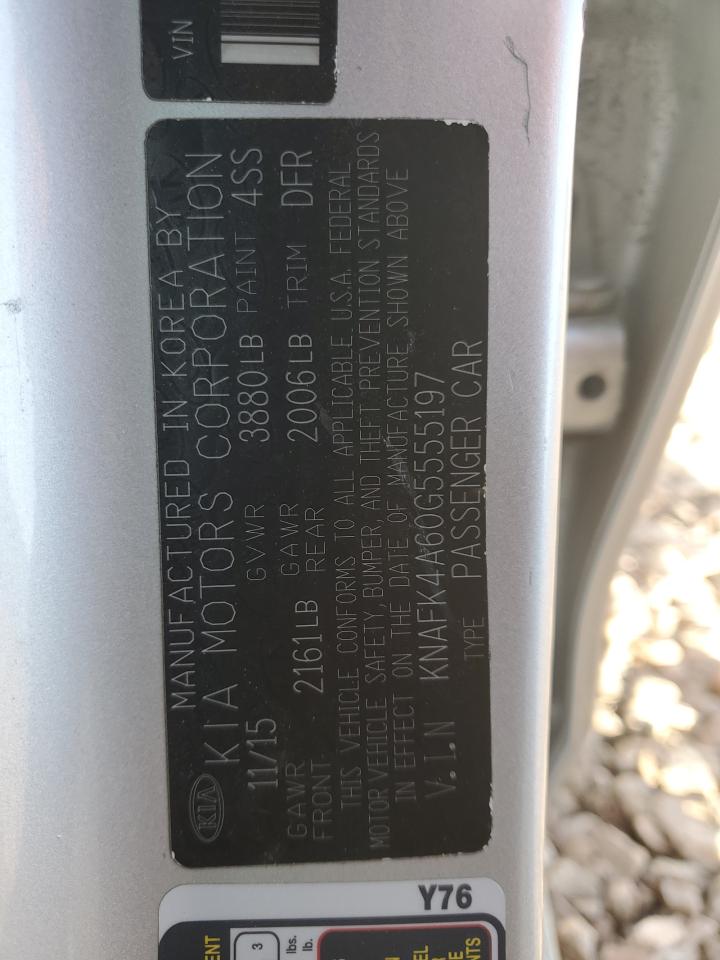 VIN
MANUFACTURED IN KOREA BY
KIA KIA MOTORS CORPORATION
11/15 GVWR 3880LB PAINT 4SS
GAWR FRONT 2161LB GAWR REAR 2006LB TRIM DFR
THIS VEHICLE CONFORMS TO ALL APPLICABLE U.S.A. FEDERAL
MOTOR VEHICLE SAFETY, BUMPER, AND THEFT PREVENTION STANDARDS
IN EFFECT ON THE DATE OF MANUFACTURE SHOWN ABOVE
V.I.N KNAFK4A60G5555197
TYPE PASSENGER CAR
Y76
3
lbs.
lb.